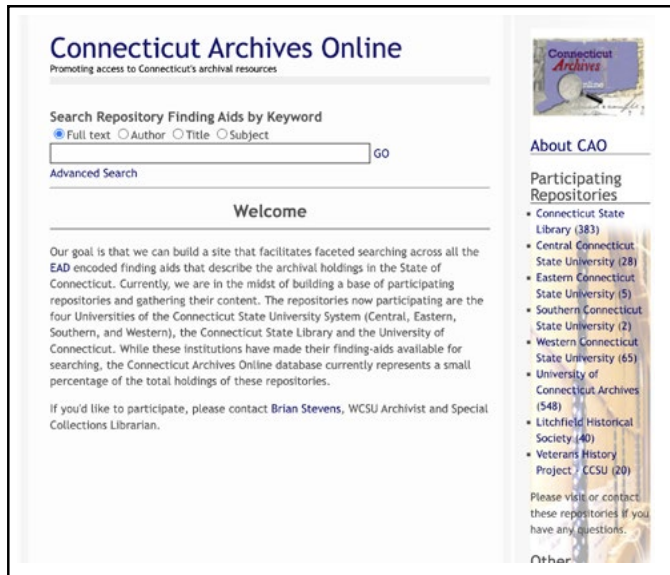 Connecticut Archives Online
Promoting access to Connecticut's archival resources
Search Repository Finding Aids by Keyword
Full text Author Title Subject
GO
Advanced Search
Welcome
Our goal is that we can build a site that facilitates faceted searching across all the
EAD encoded finding aids that describe the archival holdings in the State of
Connecticut. Currently, we are in the midst of building a base of participating
repositories and gathering their content. The repositories now participating are the
four Universities of the Connecticut State University System (Central, Eastern,
Southern, and Western), the Connecticut State Library and the University of
Connecticut. While these institutions have made their finding-aids available for
searching, the Connecticut Archives Online database currently represents a small
percentage of the total holdings of these repositories.
If you'd like to participate, please contact Brian Stevens, WCSU Archivist and Special
Collections Librarian.
Connecticut
Archives
Online
About CAO
Participating
Repositories
Connecticut State
Library (383)
Central Connecticut
State University (28)
Eastern Connecticut
State University (5)
Southern Connecticut
State University (2)
Western Connecticut
State University (65)
University of
Connecticut Archives
(548)
Litchfield Historical
Society (40)
Veterans History
Project - CCSU (20)
Please visit or contact
these repositories if you
have any questions.
Other